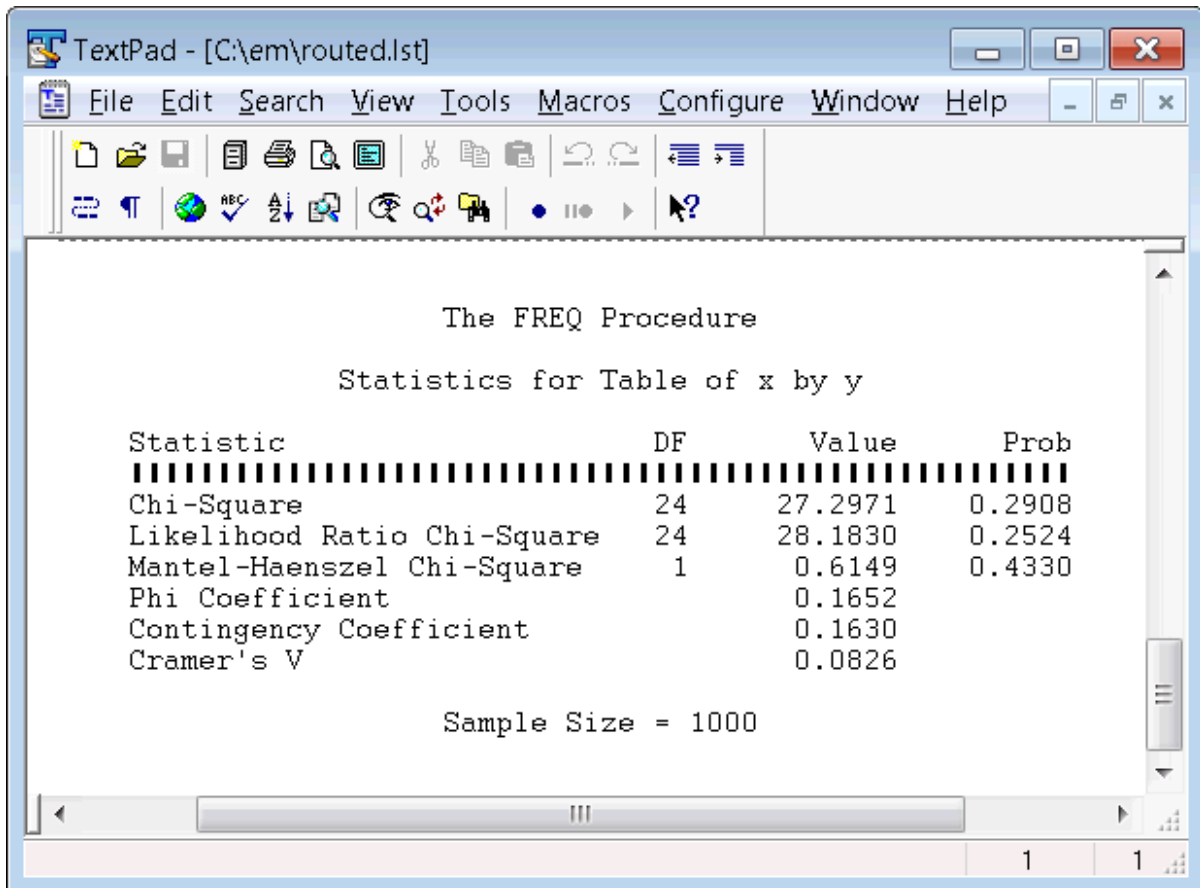 TextPad - [C:\em\routed.lst]
File Edit Search View Tools Macros Configure Window Help
The FREQ Procedure
Statistics for Table of x by y
Statistic DF Value Prob
Chi-Square 24 27.2971 0.2908
Likelihood Ratio Chi-Square 24 28.1830 0.2524
Mantel-Haenszel Chi-Square 1 0.6149 0.4330
Phi Coefficient 0.1652
Contingency Coefficient 0.1630
Cramer's V 0.0826
Sample Size = 1000
1 1